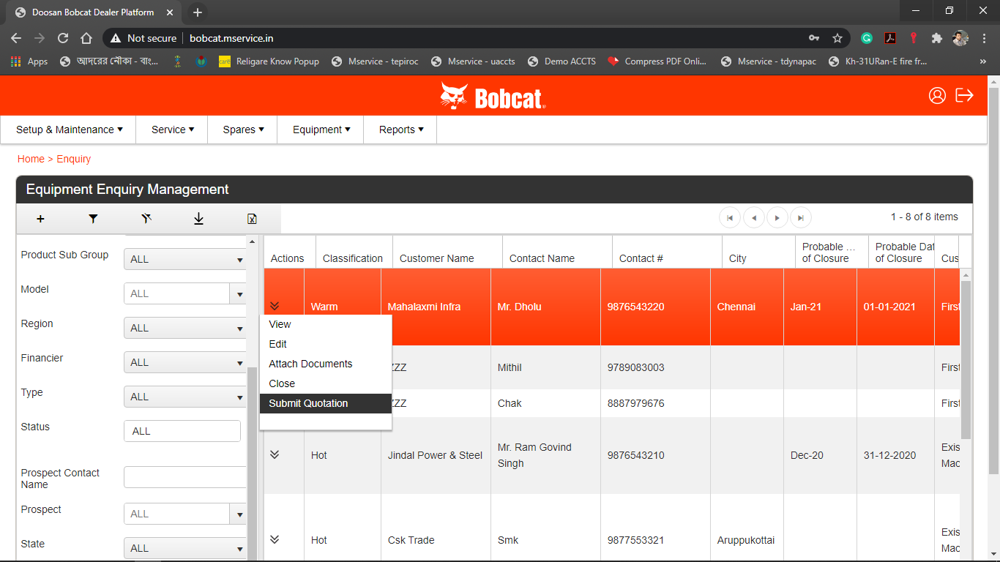 Doosan Bobcat Dealer Platform
Not secure
bobcat.mservice.in
Apps
আদরের নৌকা - বাং...
Religare Know Popup
Mservice - tepiroc
Mservice - uaccts
Demo ACCTS
Compress PDF Onli...
Mservice - tdynapac
Kh-31URan-E fire fr...
Bobcat
Setup & Maintenance
Service
Spares
Equipment
Reports
Home > Enquiry
Equipment Enquiry Management
1 - 8 of 8 items
Product Sub Group
ALL
Model
ALL
Region
ALL
Financier
ALL
Type
ALL
Status
ALL
Prospect Contact
Name
Prospect
ALL
State
ALL
Actions
Classification
Customer Name
Contact Name
Contact #
City
Probable ...
of Closure
Probable Dat
of Closure
Cus
Warm
Mahalaxmi Infra
Mr. Dholu
9876543220
Chennai
Jan-21
01-01-2021
First
View
Edit
Attach Documents
Close
Submit Quotation
ZZZ
Mithil
9789083003
First
ZZZ
Chak
8887979676
First
Hot
Jindal Power & Steel
Mr. Ram Govind
Singh
9876543210
Dec-20
31-12-2020
Exis
Mac
Hot
Csk Trade
Smk
9877553321
Aruppukottai
Exis
Mac